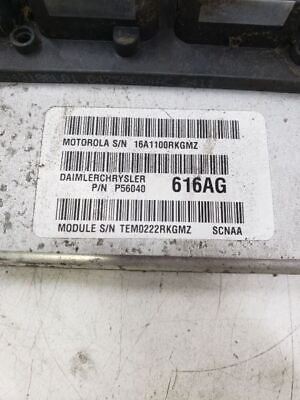 MOTOROLA S/N 16A1100RKGMZ
DAIMLERCHRYSLER
P/N P56040 616AG
MODULE S/N TEM0222RKGMZ SCNAA